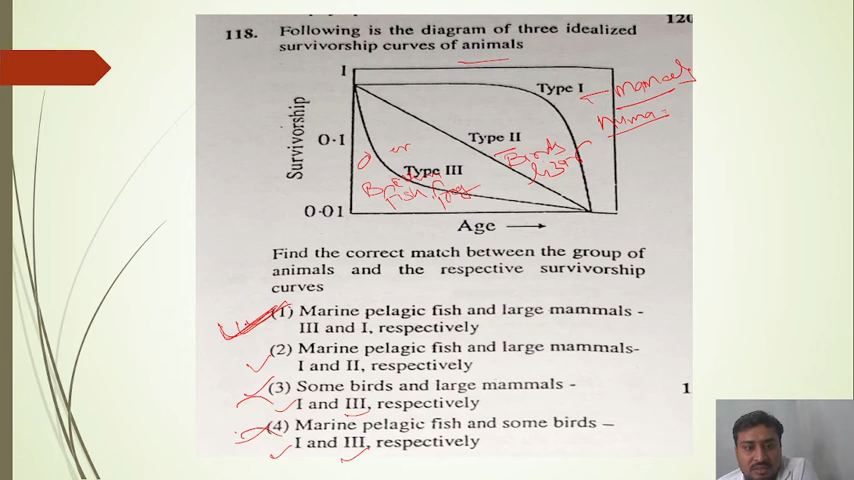 120
118. Following is the diagram of three idealized
survivorship curves of animals
1
Type I
Mamals
Huma
Survivorship
0·1
Type II
Birds
Type III
fish frog
0·01
Age
Find the correct match between the group of
animals and the respective survivorship
curves
(1) Marine pelagic fish and large mammals -
III and I, respectively
(2) Marine pelagic fish and large mammals-
I and II, respectively
(3) Some birds and large mammals -
I and III, respectively
1
(4) Marine pelagic fish and some birds –
I and III, respectively